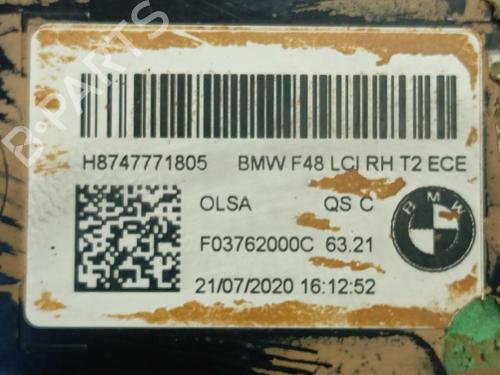 H8747771805 BMW F48 LCI RH T2 ECE
OLSA QS C
F03762000C 63.21
21/07/2020 16:12:52
BMW
B-PARTS